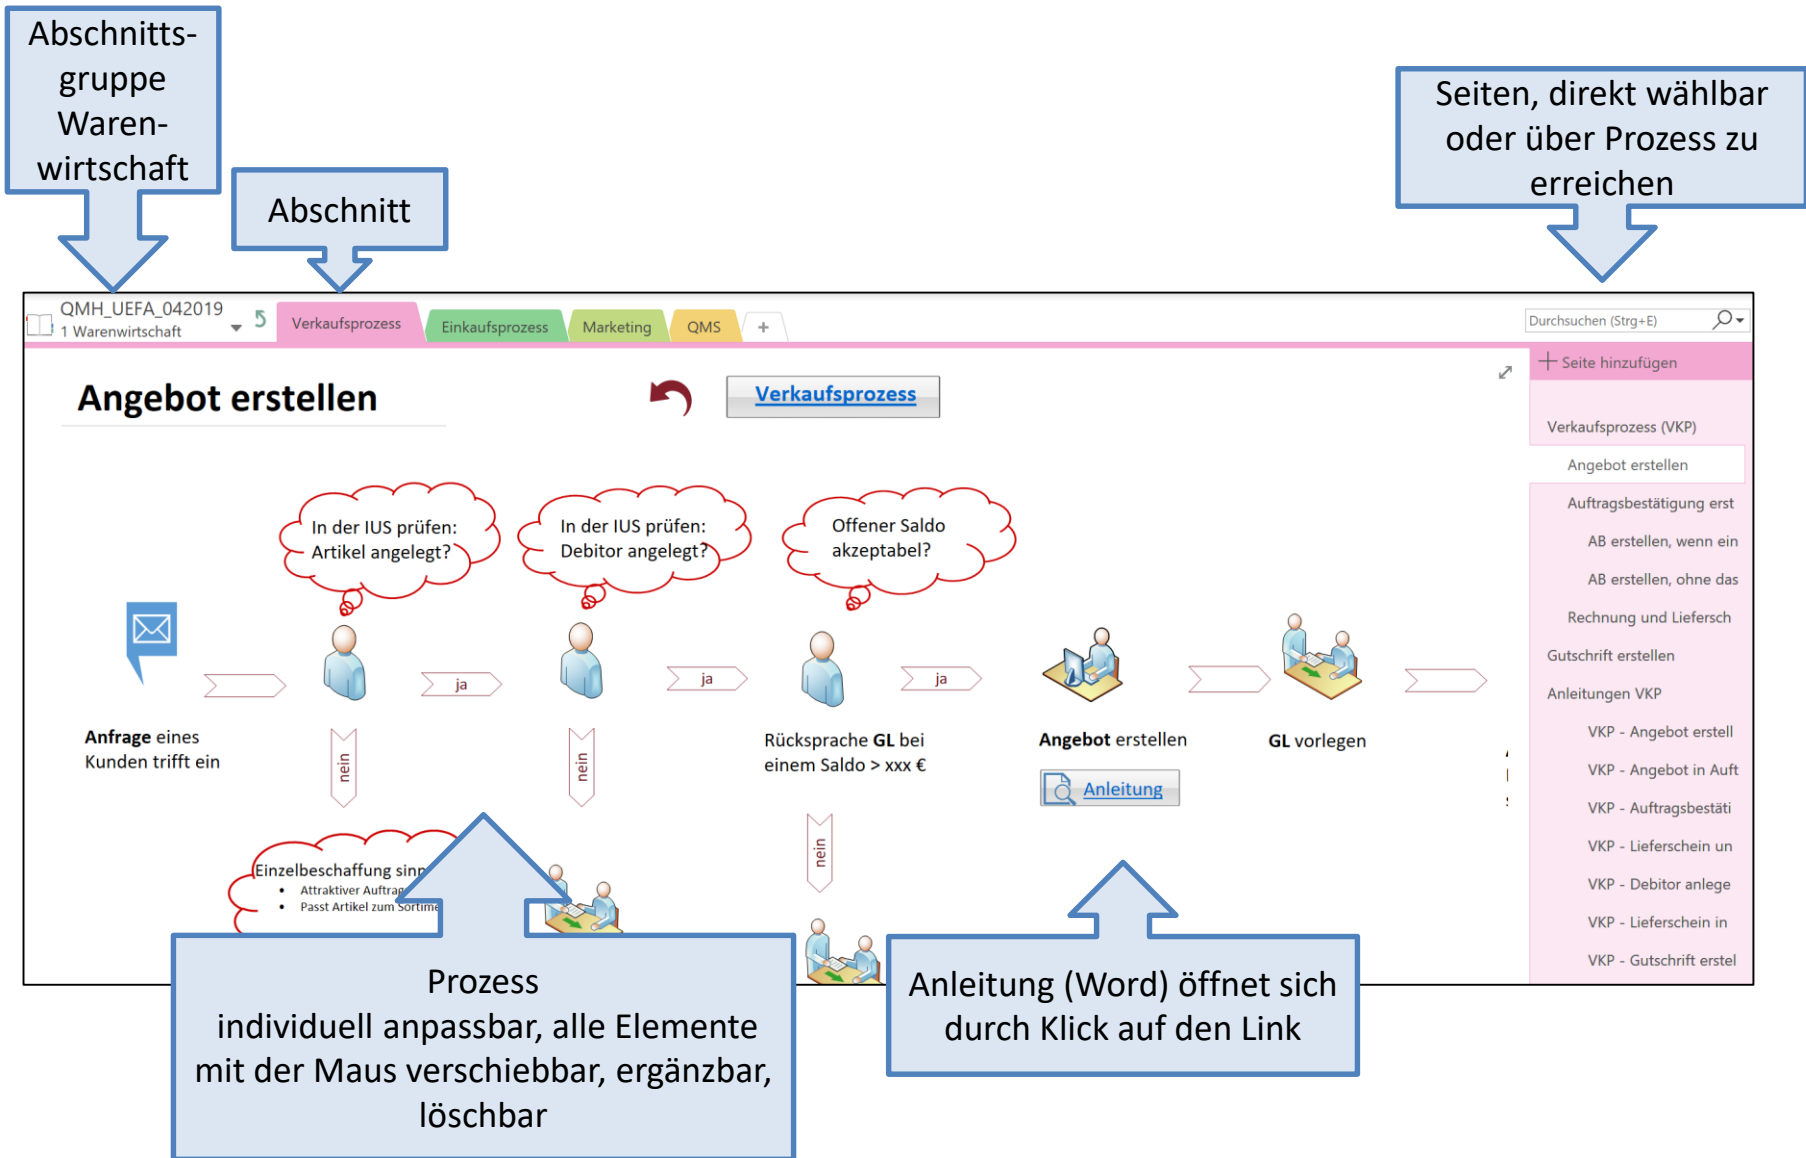 Abschnitts-
gruppe
Waren-
wirtschaft
Abschnitt
Seiten, direkt wählbar
oder über Prozess zu
erreichen
QMH_UEFA_042019
1 Warenwirtschaft
Verkaufsprozess
Einkaufsprozess
Marketing
QMS
+
Durchsuchen (Strg+E)
Angebot erstellen
Verkaufsprozess
In der IUS prüfen:
Artikel angelegt?
In der IUS prüfen:
Debitor angelegt?
Offener Saldo
akzeptabel?
ja
ja
ja
Anfrage eines
Kunden trifft ein
nein
nein
Rücksprache GL bei
einem Saldo > xxx €
nein
Angebot erstellen
Anleitung
GL vorlegen
Einzelbeschaffung sinn
• Attraktiver Auftrag
• Passt Artikel zum Sortime
Prozess
individuell anpassbar, alle Elemente
mit der Maus verschiebbar, ergänzbar,
löschbar
Anleitung (Word) öffnet sich
durch Klick auf den Link
+ Seite hinzufügen
Verkaufsprozess (VKP)
Angebot erstellen
Auftragsbestätigung erst
AB erstellen, wenn ein
AB erstellen, ohne das
Rechnung und Liefersch
Gutschrift erstellen
Anleitungen VKP
VKP - Angebot erstell
VKP - Angebot in Auft
VKP - Auftragsbestäti
VKP - Lieferschein un
VKP - Debitor anlege
VKP - Lieferschein in
VKP - Gutschrift erstel